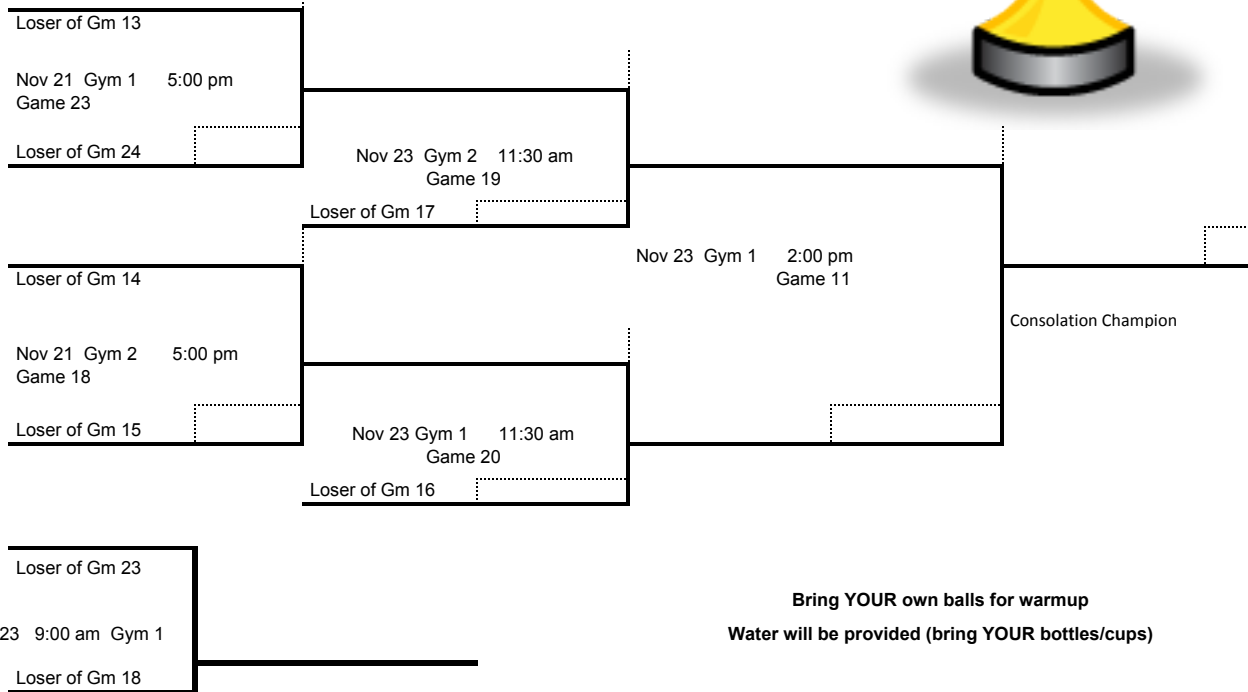 Loser of Gm 13
Nov 21 Gym 1 5:00 pm
Game 23
Loser of Gm 24
Nov 23 Gym 2 11:30 am
Game 19
Loser of Gm 17
Nov 23 Gym 1 2:00 pm
Game 11
Loser of Gm 14
Consolation Champion
Nov 21 Gym 2 5:00 pm
Game 18
Loser of Gm 15
Nov 23 Gym 1 11:30 am
Game 20
Loser of Gm 16
Loser of Gm 23
23 9:00 am Gym 1
Loser of Gm 18
Bring YOUR own balls for warmup
Water will be provided (bring YOUR bottles/cups)